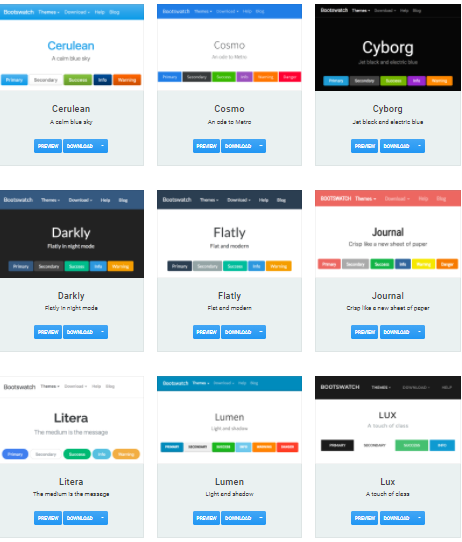 Bootswatch Themes Download Help Blog
Cerulean
A calm blue sky
Primary Secondary Success Info Warning
Cerulean
A calm blue sky
PREVIEW DOWNLOAD
Bootswatch Themes Download Help Blog
Cosmo
An ode to Metro
Primary Secondary Success Info Warning Danger
Cosmo
An ode to Metro
PREVIEW DOWNLOAD
Bootswatch Themes Download Help Blog
Cyborg
Jet black and electric blue
Primary Secondary Success Info Warning
Cyborg
Jet black and electric blue
PREVIEW DOWNLOAD
Bootswatch Themes Download Help Blog
Darkly
Flatly in night mode
Primary Secondary Success Info Warning
Darkly
Flatly in night mode
PREVIEW DOWNLOAD
Bootswatch Themes Download Help Blog
Flatly
Flat and modern
Primary Secondary Success Info Warning
Flatly
Flat and modern
PREVIEW DOWNLOAD
BOOTSWATCH Themes Download Help Blog
Journal
Crisp like a new sheet of paper
Primary Secondary Success Info Warning Danger
Journal
Crisp like a new sheet of paper
PREVIEW DOWNLOAD
Bootswatch Themes Download Help Blog
Litera
The medium is the message
Primary Secondary Success Info Warning
Litera
The medium is the message
PREVIEW DOWNLOAD
Bootswatch Themes Download Help Blog
Lumen
Light and shadow
PRIMARY SECONDARY SUCCESS INFO WARNING DANGER
Lumen
Light and shadow
PREVIEW DOWNLOAD
BOOTSWATCH THEMES DOWNLOAD HELP
LUX
A touch of class
PRIMARY SECONDARY SUCCESS INFO
Lux
A touch of class
PREVIEW DOWNLOAD